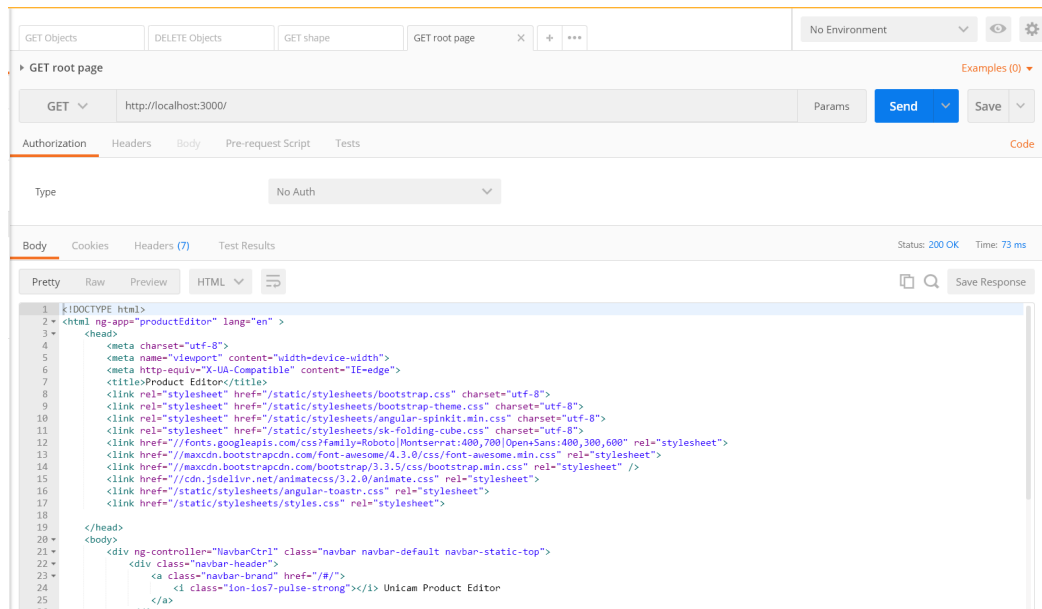 GET Objects DELETE Objects GET shape GET root page × + ••• No Environment
GET root page Examples (0)
GET http://localhost:3000/ Params Send Save
Authorization Headers Body Pre-request Script Tests Code
Type No Auth
Body Cookies Headers (7) Test Results Status: 200 OK Time: 73 ms
Pretty Raw Preview HTML Save Response
1 <!DOCTYPE html>
2 <html ng-app="productEditor" lang="en" >
3 <head>
4 <meta charset="utf-8">
5 <meta name="viewport" content="width=device-width">
6 <meta http-equiv="X-UA-Compatible" content="IE=edge">
7 <title>Product Editor</title>
8 <link rel="stylesheet" href="/static/stylesheets/bootstrap.css" charset="utf-8">
9 <link rel="stylesheet" href="/static/stylesheets/bootstrap-theme.css" charset="utf-8">
10 <link rel="stylesheet" href="/static/stylesheets/angular-spinkit.min.css" charset="utf-8">
11 <link rel="stylesheet" href="/static/stylesheets/sk-folding-cube.css" charset="utf-8">
12 <link href="//fonts.googleapis.com/css?family=Roboto|Montserrat:400,700|Open+Sans:400,300,600" rel="stylesheet">
13 <link href="//maxcdn.bootstrapcdn.com/font-awesome/4.3.0/css/font-awesome.min.css" rel="stylesheet">
14 <link href="//maxcdn.bootstrapcdn.com/bootstrap/3.3.5/css/bootstrap.min.css" rel="stylesheet" />
15 <link href="//cdn.jsdelivr.net/animatecss/3.2.0/animate.css" rel="stylesheet">
16 <link href="/static/stylesheets/angular-toastr.css" rel="stylesheet">
17 <link href="/static/stylesheets/styles.css" rel="stylesheet">
18
19 </head>
20 <body>
21 <div ng-controller="NavbarCtrl" class="navbar navbar-default navbar-static-top">
22 <div class="navbar-header">
23 <a class="navbar-brand" href="/#/">
24 <i class="ion-ios7-pulse-strong"></i> Unicam Product Editor
25 </a>